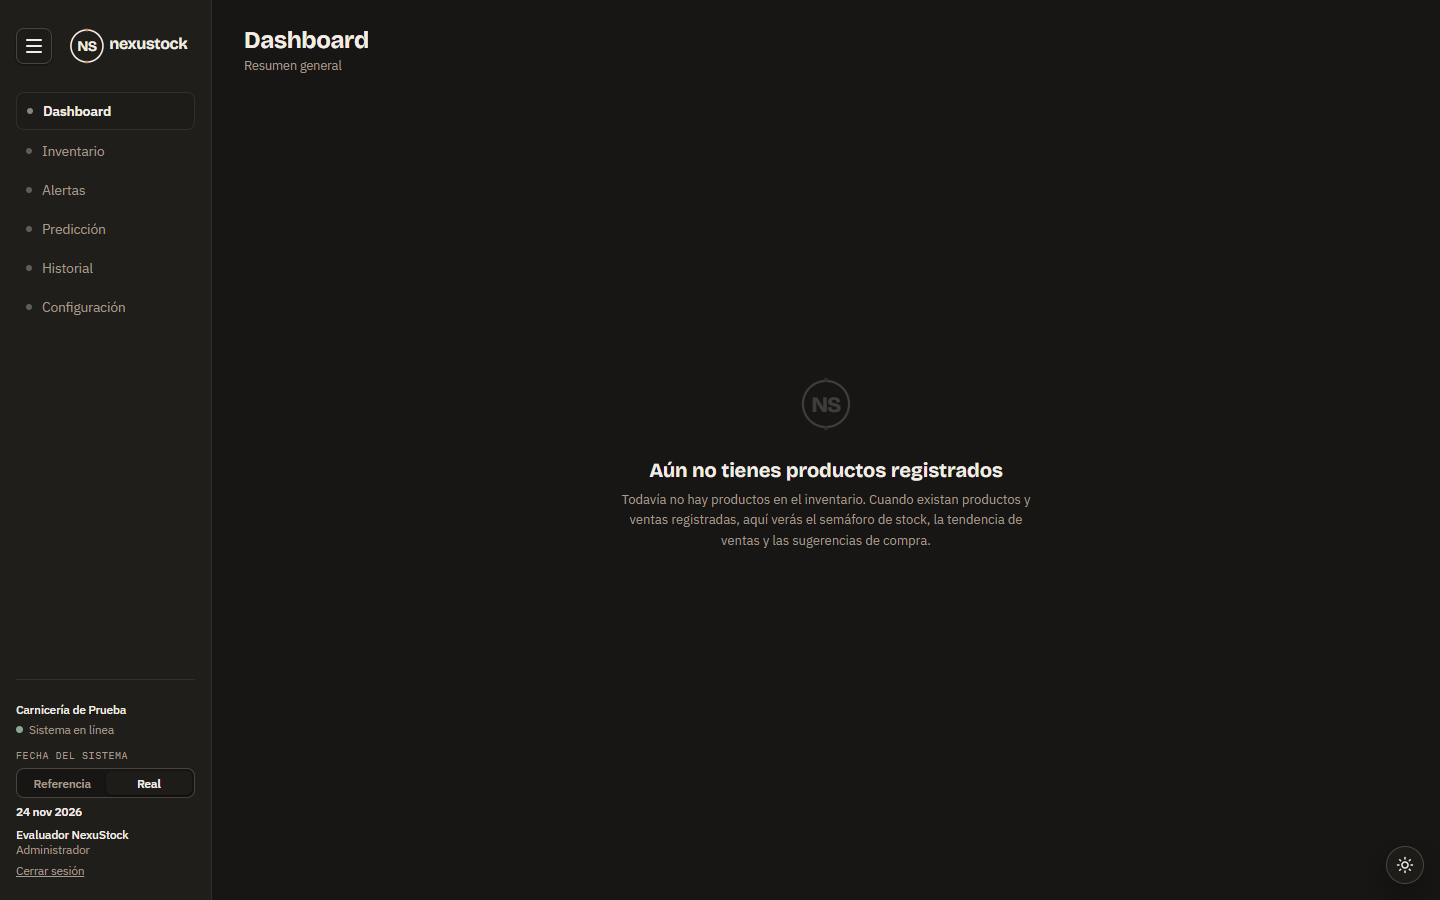 NS nexustock
Dashboard
Inventario
Alertas
Predicción
Historial
Configuración
Carnicería de Prueba
Sistema en línea
FECHA DEL SISTEMA
Referencia Real
24 nov 2026
Evaluador NexuStock
Administrador
Cerrar sesión
Dashboard
Resumen general
NS
Aún no tienes productos registrados
Todavía no hay productos en el inventario. Cuando existan productos y
ventas registradas, aquí verás el semáforo de stock, la tendencia de
ventas y las sugerencias de compra.